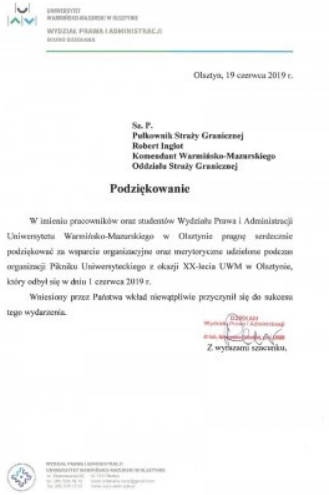 UNIWERSYTET
WARMIŃSKO-MAZURSKI W OLSZTYNIE
WYDZIAŁ PRAWA I ADMINISTRACJI
BIURO DZIEKANA
Olsztyn, 19 czerwca 2019 r.
Sz. P.
Pułkownik Straży Granicznej
Robert Inglot
Komendant Warmińsko-Mazurskiego
Oddziału Straży Granicznej
Podziękowanie
W imieniu pracowników oraz studentów Wydziału Prawa i Administracji
Uniwersytetu Warmińsko-Mazurskiego w Olsztynie pragnę serdecznie
podziękować za wsparcie organizacyjne oraz merytoryczne udzielone podczas
organizacji Pikniku Uniwersyteckiego z okazji XX-lecia UWM w Olsztynie,
który odbył się w dniu 1 czerwca 2019 r.
Wniesiony przez Państwa wkład niewątpliwie przyczynił się do sukcesu
tego wydarzenia.
DZIEKAN
Wydziału Prawa i Administracji
Z wyrazami szacunku,
WYDZIAŁ PRAWA I ADMINISTRACJI
UNIWERSYTET WARMIŃSKO-MAZURSKI W OLSZTYNIE